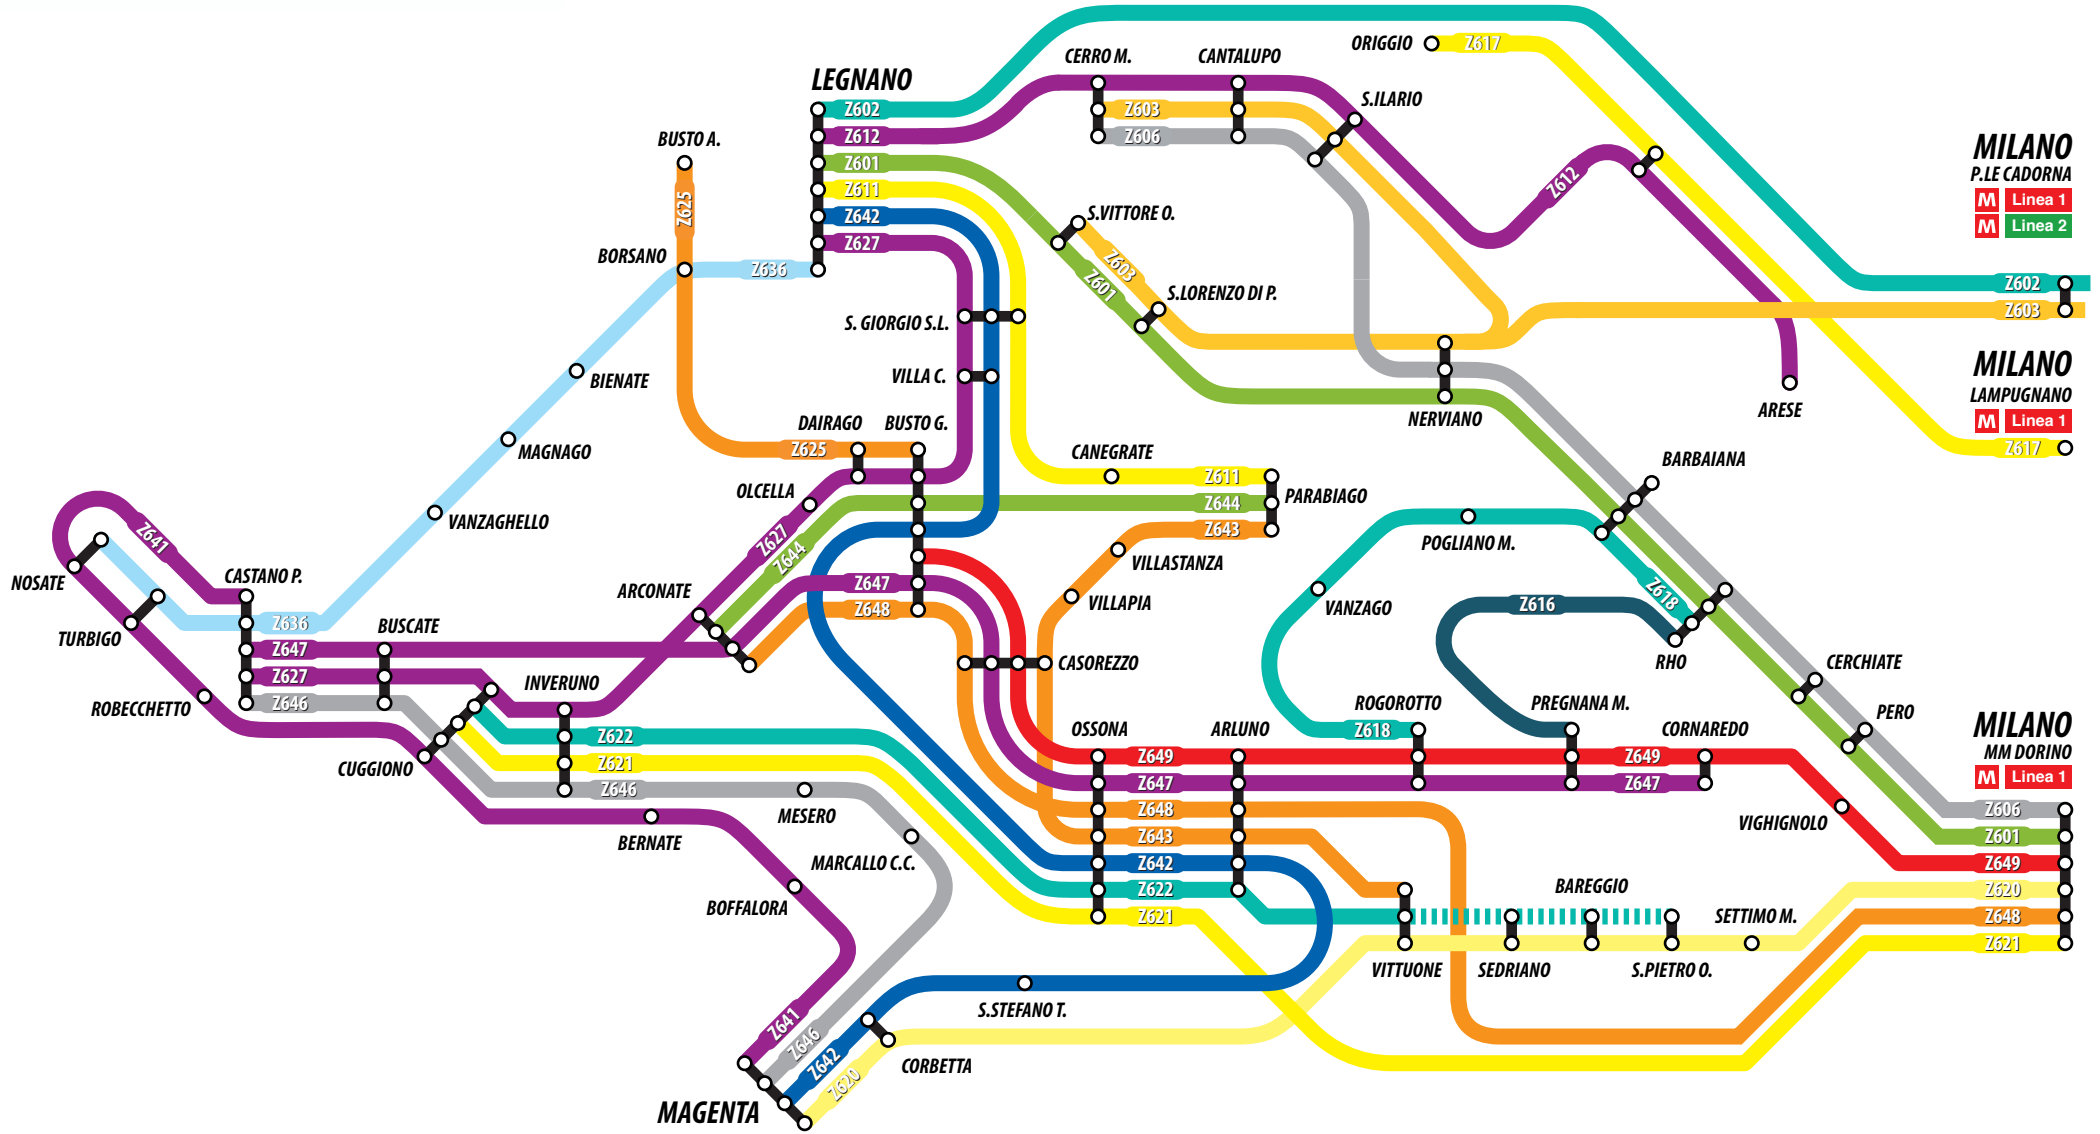 ORIGGIO
Z617
CERRO M.
CANTALUPO
LEGNANO
S.ILARIO
Z602
Z603
Z612
Z606
BUSTO A.
MILANO
P.LE CADORNA
M Linea 1
M Linea 2
Z601
Z611
Z612
Z625
Z642
S.VITTORE O.
Z627
BORSANO
Z636
Z603
Z601
S.LORENZO DI P.
Z602
Z603
S. GIORGIO S.L.
MILANO
LAMPUGNANO
M Linea 1
Z617
VILLA C.
BIENATE
NERVIANO
ARESE
DAIRAGO
BUSTO G.
Z625
MAGNAGO
CANEGRATE
BARBAIANA
Z611
OLCELLA
PARABIAGO
Z644
VANZAGHELLO
Z643
Z641
Z627
Z644
POGLIANO M.
VILLASTANZA
NOSATE
CASTANO P.
ARCONATE
Z647
Z648
VILLAPIA
VANZAGO
Z618
Z616
Z636
TURBIGO
BUSCATE
Z647
Z627
Z646
CASOREZZO
RHO
CERCHIATE
INVERUNO
ROBECCHETTO
ROGOROTTO
PREGNANA M.
PERO
OSSONA
ARLUNO
CORNAREDO
MILANO
MM DORINO
M Linea 1
Z622
Z618
CUGGIONO
Z621
Z649
Z649
Z646
Z647
Z647
MESERO
Z648
Z606
VIGHIGNOLO
BERNATE
Z643
Z601
MARCALLO C.C.
Z642
Z649
BOFFALORA
Z622
BAREGGIO
Z620
Z621
SETTIMO M.
Z648
Z621
VITTUONE
SEDRIANO
S.PIETRO O.
S.STEFANO T.
Z641
Z646
Z642
Z620
CORBETTA
MAGENTA